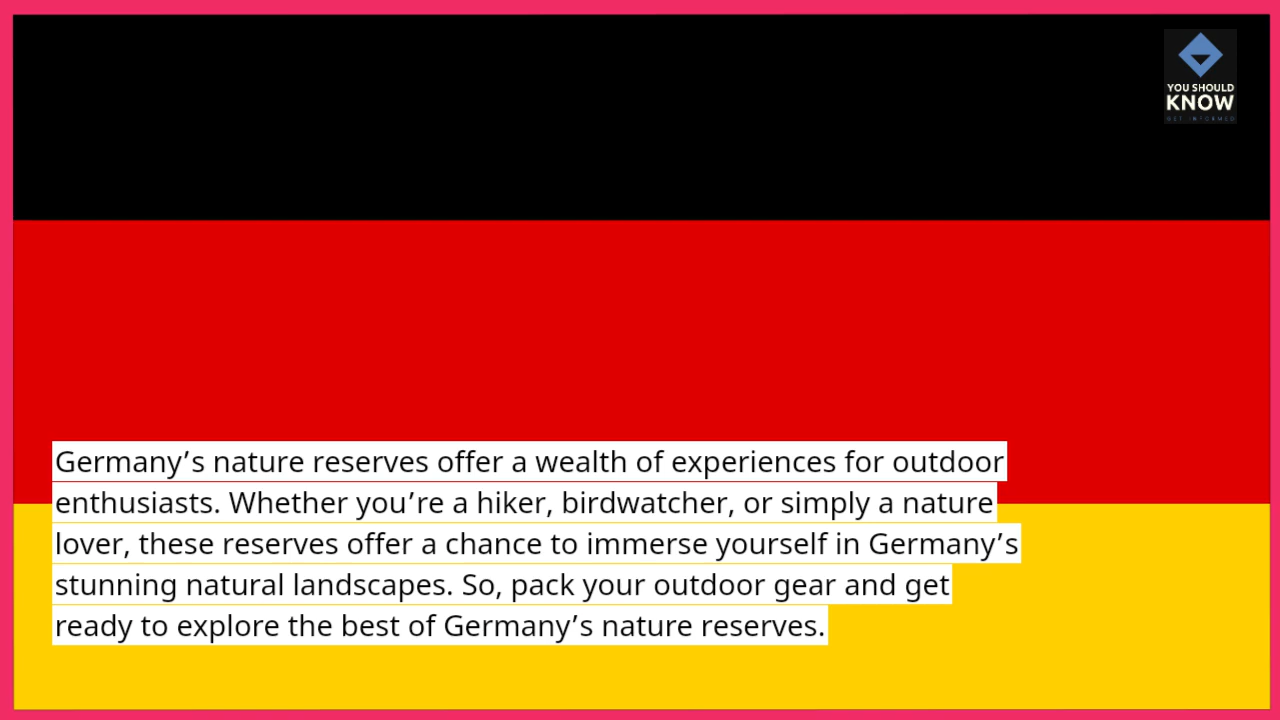 YOU SHOULD
KNOW
GET INFORMED
Germany’s nature reserves offer a wealth of experiences for outdoor
enthusiasts. Whether you’re a hiker, birdwatcher, or simply a nature
lover, these reserves offer a chance to immerse yourself in Germany’s
stunning natural landscapes. So, pack your outdoor gear and get
ready to explore the best of Germany’s nature reserves.